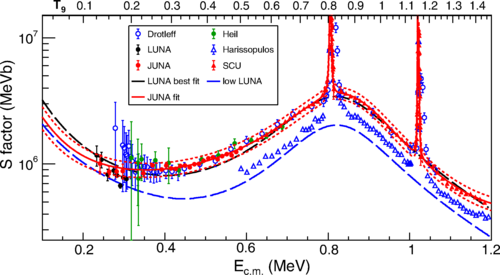 T₉ 0.1 0.2 0.3 0.4 0.5 0.6 0.7 0.8 0.9 1 1.1 1.2 1.3 1.4
10⁷
10⁶
S factor (MeVb)
Drotleff Heil
LUNA Harissopulos
JUNA SCU
LUNA best fit low LUNA
JUNA fit
0.2 0.4 0.6 0.8 1 1.2
E_c.m. (MeV)